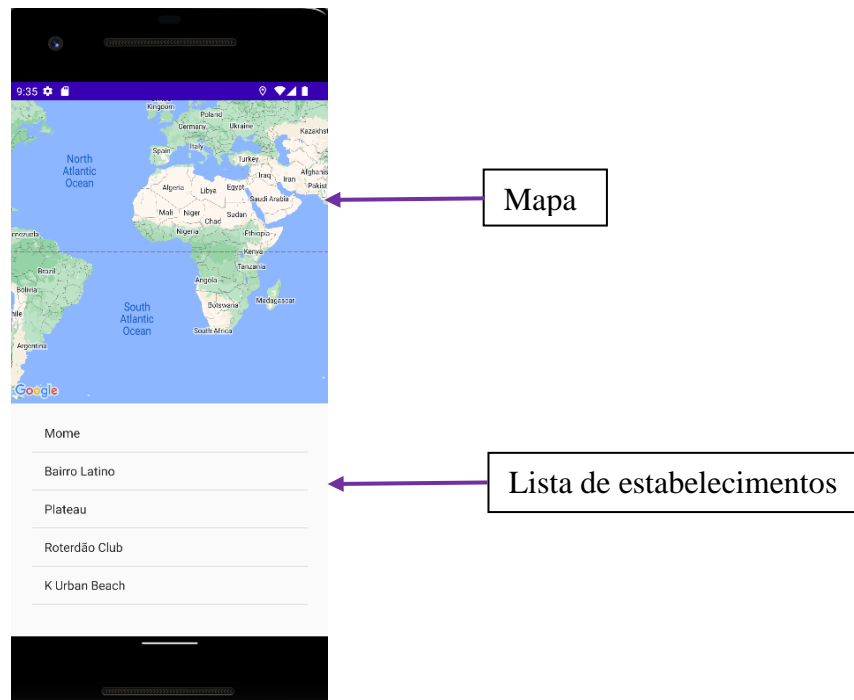 9:35
Kingdom
Poland
Germany
Ukraine
Kazakhst
North
Atlantic
Ocean
Spain
Italy
Turkey
Iraq
Iran
Afghanis
Pakist
Algeria
Libya
Egypt
Saudi Arabia
Mapa
Mali
Niger
Chad
Sudan
Nigeria
Ethiopia
enezuela
Kenya
Brazil
Tanzania
Bolivia
Angola
hile
South
Atlantic
Ocean
Botswana
Madagascar
South Africa
Argentina
Google
Mome
Bairro Latino
Lista de estabelecimentos
Plateau
Roterdão Club
K Urban Beach